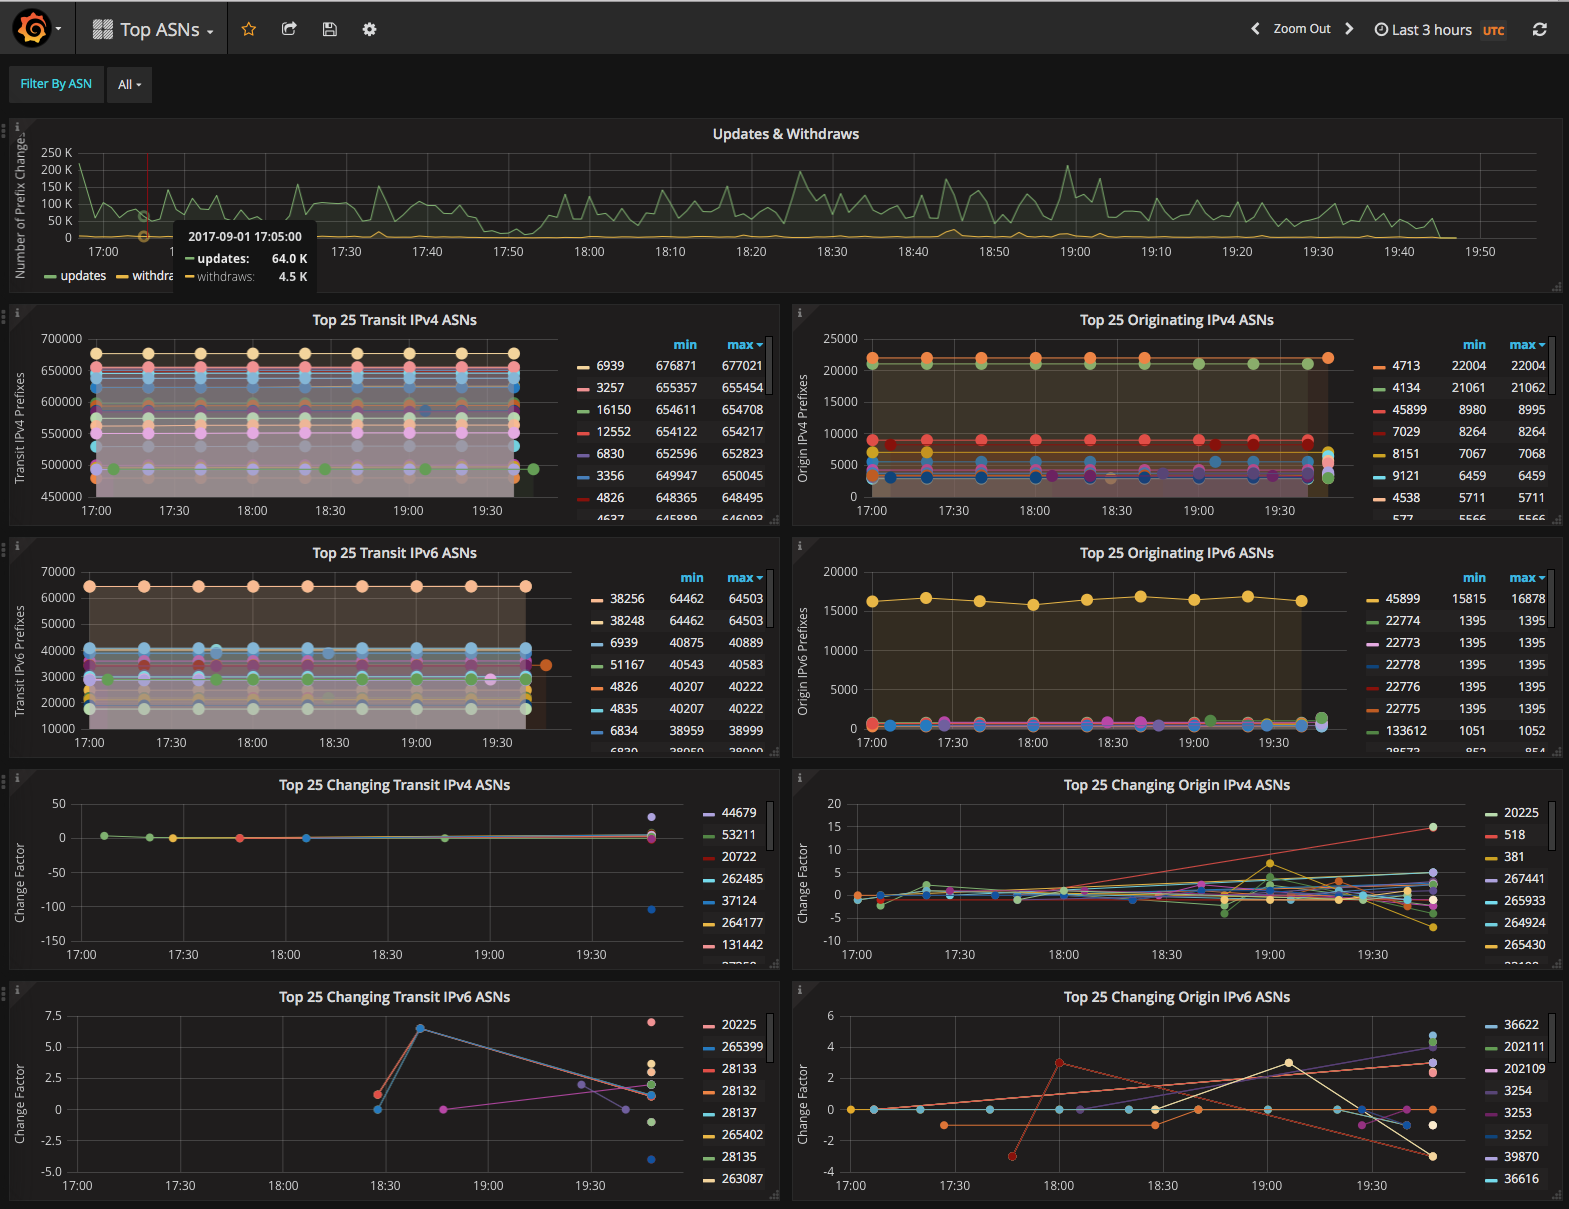 Top ASNs
Zoom Out
Last 3 hours UTC
Filter By ASN
All
Updates & Withdraws
Number of Prefix Changes
250 K
200 K
150 K
100 K
50 K
0
17:00 1 17:30 17:40 18:00 18:10 18:20 18:30 18:40 18:50 19:00 19:10 19:20 19:30 19:40 19:50
2017-09-01 17:05:00
updates: 64.0 K
withdraws: 4.5 K
updates withdra
Top 25 Transit IPv4 ASNs
Transit IPv4 Prefixes
700000
650000
600000
550000
500000
450000
17:00 17:30 18:00 18:30 19:00 19:30
min max
6939 676871 677021
3257 655357 655454
16150 654611 654708
12552 654122 654217
6830 652596 652823
3356 649947 650045
4826 648365 648495
4637 645889 646093
Top 25 Originating IPv4 ASNs
Origin IPv4 Prefixes
25000
20000
15000
10000
5000
0
17:00 17:30 18:00 18:30 19:00 19:30
min max
4713 22004 22004
4134 21061 21062
45899 8980 8995
7029 8264 8264
8151 7067 7068
9121 6459 6459
4538 5711 5711
577 5566 5566
Top 25 Transit IPv6 ASNs
Transit IPv6 Prefixes
70000
60000
50000
40000
30000
20000
10000
17:00 17:30 18:00 18:30 19:00 19:30
min max
38256 64462 64503
38248 64462 64503
6939 40875 40889
51167 40543 40583
4826 40207 40222
4835 40207 40222
6834 38959 38999
6830 38959 38999
Top 25 Originating IPv6 ASNs
Origin IPv6 Prefixes
20000
15000
10000
5000
0
17:00 17:30 18:00 18:30 19:00 19:30
min max
45899 15815 16878
22774 1395 1395
22773 1395 1395
22778 1395 1395
22776 1395 1395
22775 1395 1395
133612 1051 1052
28573 852 854
Top 25 Changing Transit IPv4 ASNs
Change Factor
50
0
-50
-100
-150
17:00 17:30 18:00 18:30 19:00 19:30
44679
53211
20722
262485
37124
264177
131442
Top 25 Changing Origin IPv4 ASNs
Change Factor
20
15
10
5
0
-5
-10
17:00 17:30 18:00 18:30 19:00 19:30
20225
518
381
267441
265933
264924
265430
Top 25 Changing Transit IPv6 ASNs
Change Factor
7.5
5.0
2.5
0
-2.5
-5.0
17:00 17:30 18:00 18:30 19:00 19:30
20225
265399
28133
28132
28137
265402
28135
263087
Top 25 Changing Origin IPv6 ASNs
Change Factor
6
4
2
0
-2
-4
17:00 17:30 18:00 18:30 19:00 19:30
36622
202111
202109
3254
3253
3252
39870
36616